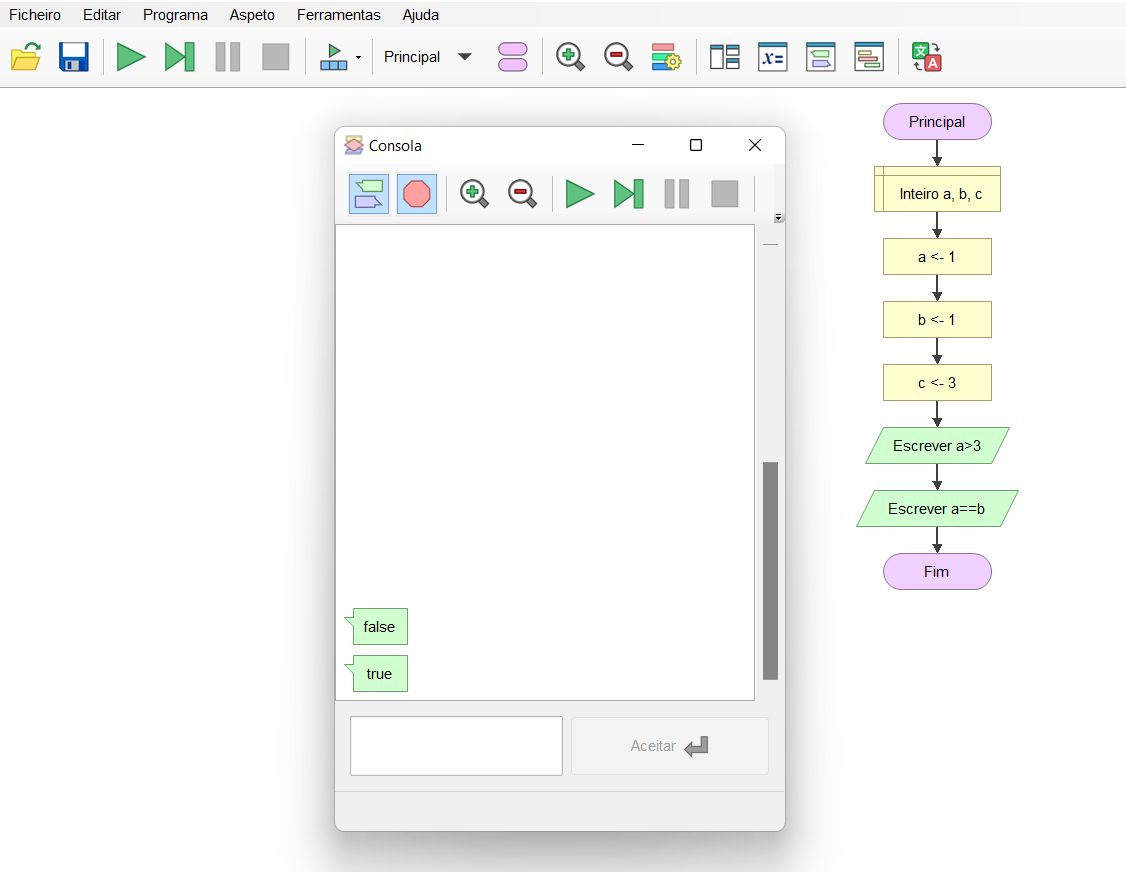 Ficheiro Editar Programa Aspeto Ferramentas Ajuda
Principal
x=
文
A
Consola
false
true
Aceitar
Principal
Inteiro a, b, c
a <- 1
b <- 1
c <- 3
Escrever a>3
Escrever a==b
Fim